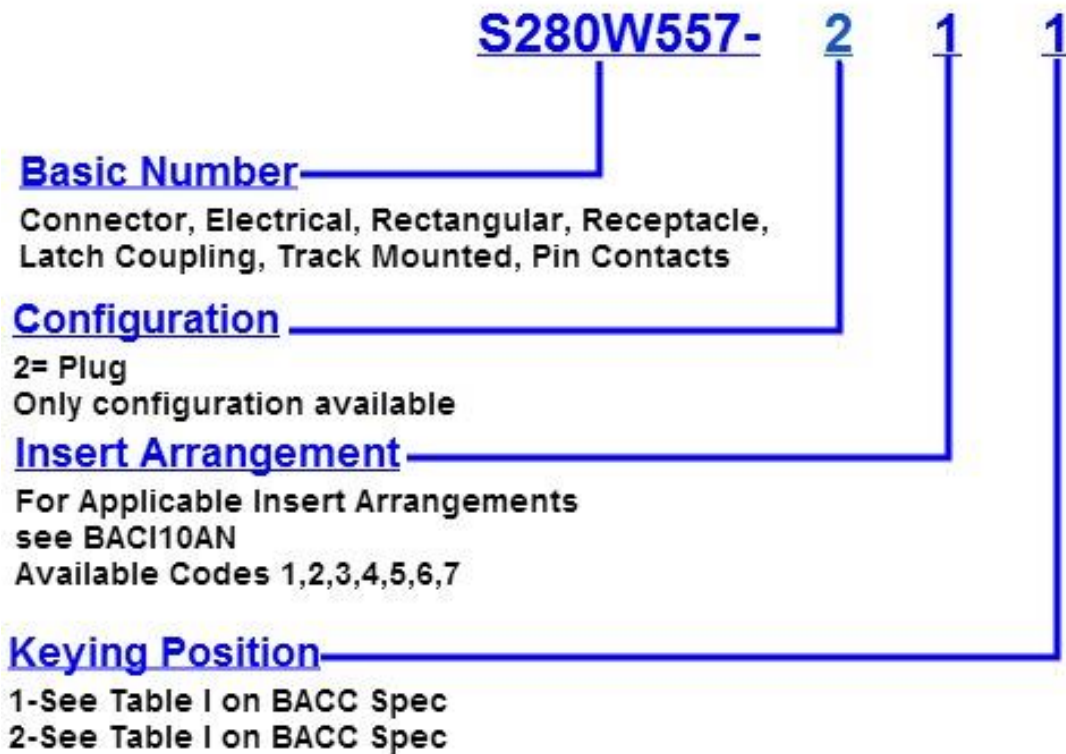 S280W557- 2 1 1
Basic Number
Connector, Electrical, Rectangular, Receptacle,
Latch Coupling, Track Mounted, Pin Contacts
Configuration
2= Plug
Only configuration available
Insert Arrangement
For Applicable Insert Arrangements
see BACI10AN
Available Codes 1,2,3,4,5,6,7
Keying Position
1-See Table I on BACC Spec
2-See Table I on BACC Spec